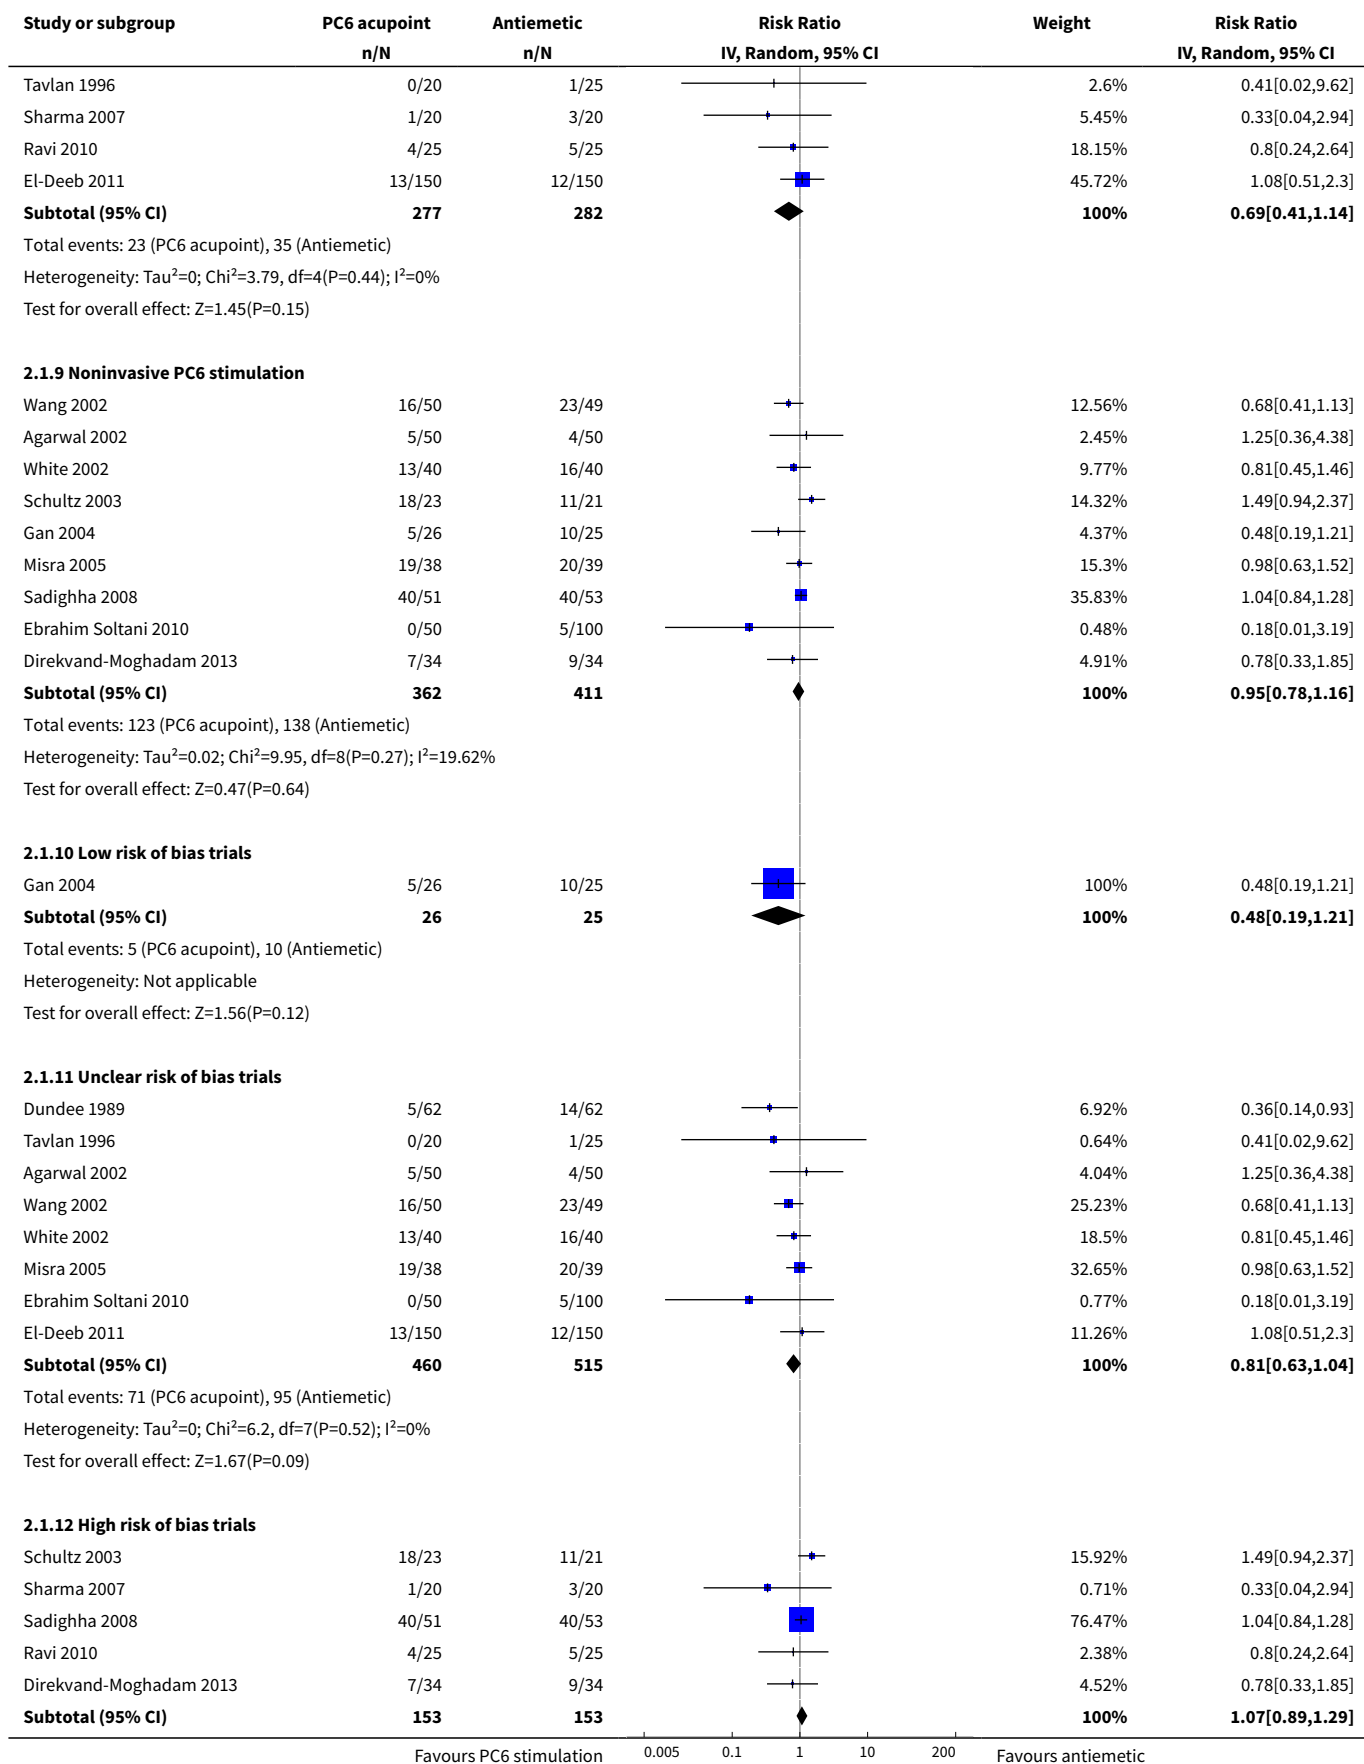 Study or subgroup PC6 acupoint Antiemetic Risk Ratio Weight Risk Ratio
n/N n/N IV, Random, 95% CI IV, Random, 95% CI
Tavlan 1996 0/20 1/25 2.6% 0.41[0.02,9.62]
Sharma 2007 1/20 3/20 5.45% 0.33[0.04,2.94]
Ravi 2010 4/25 5/25 18.15% 0.8[0.24,2.64]
El-Deeb 2011 13/150 12/150 45.72% 1.08[0.51,2.3]
Subtotal (95% CI) 277 282 100% 0.69[0.41,1.14]
Total events: 23 (PC6 acupoint), 35 (Antiemetic)
Heterogeneity: Tau²=0; Chi²=3.79, df=4(P=0.44); I²=0%
Test for overall effect: Z=1.45(P=0.15)
2.1.9 Noninvasive PC6 stimulation
Wang 2002 16/50 23/49 12.56% 0.68[0.41,1.13]
Agarwal 2002 5/50 4/50 2.45% 1.25[0.36,4.38]
White 2002 13/40 16/40 9.77% 0.81[0.45,1.46]
Schultz 2003 18/23 11/21 14.32% 1.49[0.94,2.37]
Gan 2004 5/26 10/25 4.37% 0.48[0.19,1.21]
Misra 2005 19/38 20/39 15.3% 0.98[0.63,1.52]
Sadighha 2008 40/51 40/53 35.83% 1.04[0.84,1.28]
Ebrahim Soltani 2010 0/50 5/100 0.48% 0.18[0.01,3.19]
Direkvand-Moghadam 2013 7/34 9/34 4.91% 0.78[0.33,1.85]
Subtotal (95% CI) 362 411 100% 0.95[0.78,1.16]
Total events: 123 (PC6 acupoint), 138 (Antiemetic)
Heterogeneity: Tau²=0.02; Chi²=9.95, df=8(P=0.27); I²=19.62%
Test for overall effect: Z=0.47(P=0.64)
2.1.10 Low risk of bias trials
Gan 2004 5/26 10/25 100% 0.48[0.19,1.21]
Subtotal (95% CI) 26 25 100% 0.48[0.19,1.21]
Total events: 5 (PC6 acupoint), 10 (Antiemetic)
Heterogeneity: Not applicable
Test for overall effect: Z=1.56(P=0.12)
2.1.11 Unclear risk of bias trials
Dundee 1989 5/62 14/62 6.92% 0.36[0.14,0.93]
Tavlan 1996 0/20 1/25 0.64% 0.41[0.02,9.62]
Agarwal 2002 5/50 4/50 4.04% 1.25[0.36,4.38]
Wang 2002 16/50 23/49 25.23% 0.68[0.41,1.13]
White 2002 13/40 16/40 18.5% 0.81[0.45,1.46]
Misra 2005 19/38 20/39 32.65% 0.98[0.63,1.52]
Ebrahim Soltani 2010 0/50 5/100 0.77% 0.18[0.01,3.19]
El-Deeb 2011 13/150 12/150 11.26% 1.08[0.51,2.3]
Subtotal (95% CI) 460 515 100% 0.81[0.63,1.04]
Total events: 71 (PC6 acupoint), 95 (Antiemetic)
Heterogeneity: Tau²=0; Chi²=6.2, df=7(P=0.52); I²=0%
Test for overall effect: Z=1.67(P=0.09)
2.1.12 High risk of bias trials
Schultz 2003 18/23 11/21 15.92% 1.49[0.94,2.37]
Sharma 2007 1/20 3/20 0.71% 0.33[0.04,2.94]
Sadighha 2008 40/51 40/53 76.47% 1.04[0.84,1.28]
Ravi 2010 4/25 5/25 2.38% 0.8[0.24,2.64]
Direkvand-Moghadam 2013 7/34 9/34 4.52% 0.78[0.33,1.85]
Subtotal (95% CI) 153 153 100% 1.07[0.89,1.29]
Favours PC6 stimulation 0.005 0.1 1 10 200 Favours antiemetic